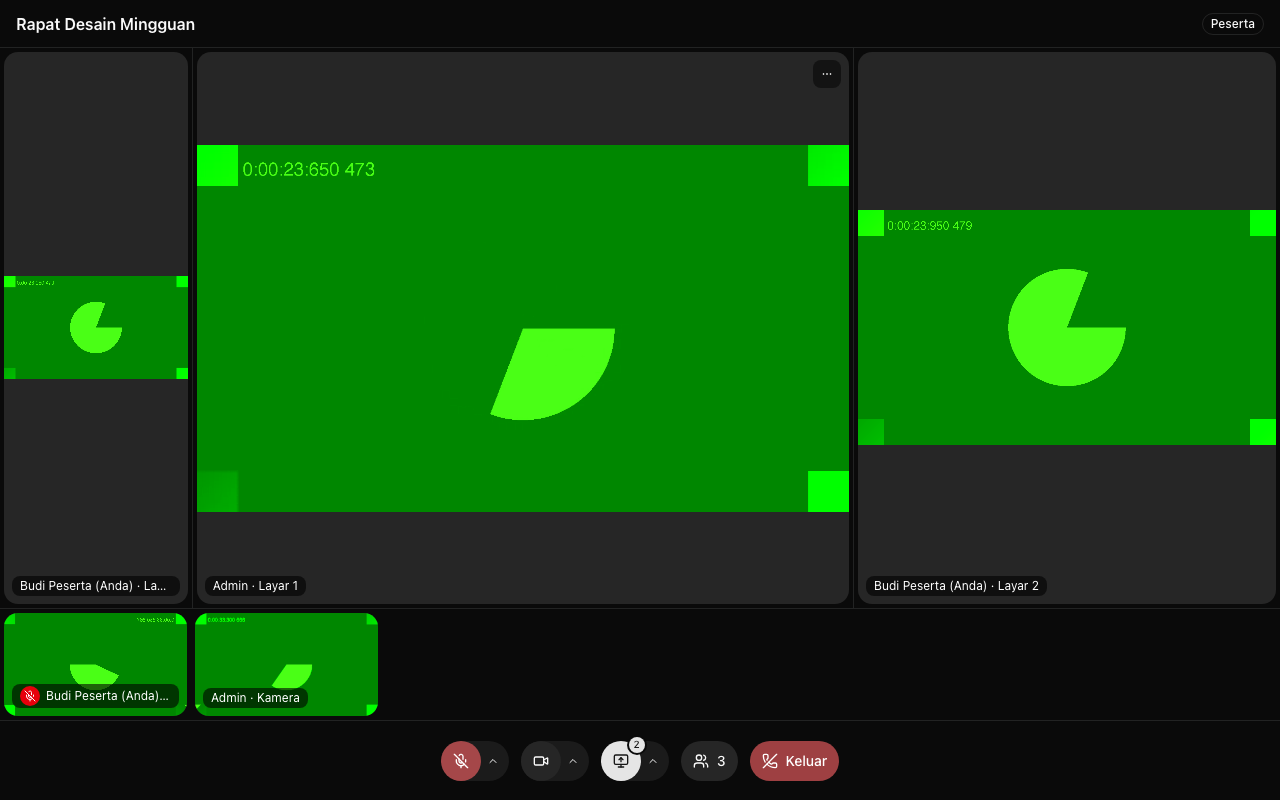 Rapat Desain Mingguan
Peserta
0:00:23:650 473
0:00:23:950 479
Budi Peserta (Anda) · La...
Admin · Layar 1
Budi Peserta (Anda) · Layar 2
Budi Peserta (Anda)...
Admin · Kamera
2
3
Keluar